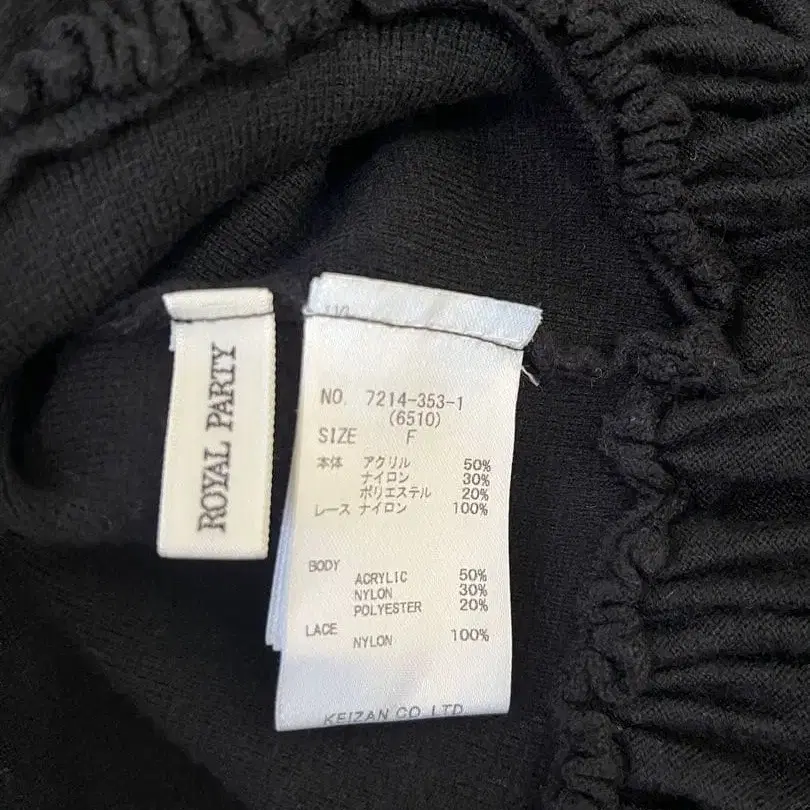 ROYAL PARTY
NO. 7214-353-1
(6510)
SIZE F
本体 アクリル 50%
ナイロン 30%
ポリエステル 20%
レース ナイロン 100%
BODY
ACRYLIC 50%
NYLON 30%
POLYESTER 20%
LACE
NYLON 100%
KEIZAN CO.LTD